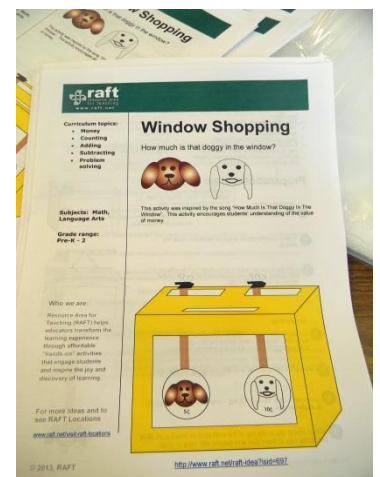 raft
resource area
for teaching
www.raft.net
Curriculum topics:
• Money
• Counting
• Adding
• Subtracting
• Problem
solving
Subjects: Math,
Language Arts
Grade range:
Pre-K – 2
Who we are:
Resource Area for
Teaching (RAFT) helps
educators transform the
learning experience
through affordable
"hands-on" activities
that engage students
and inspire the joy and
discovery of learning.
For more ideas and to
see RAFT Locations
www.raft.net/visit-raft-locations
© 2013, RAFT
Window Shopping
How much is that doggy in the window?
This activity was inspired by the song "How Much Is That Doggy In The
Window". This activity encourages students' understanding of the value
of money.
5¢
10¢
http://www.raft.net/raft-idea?isid=697